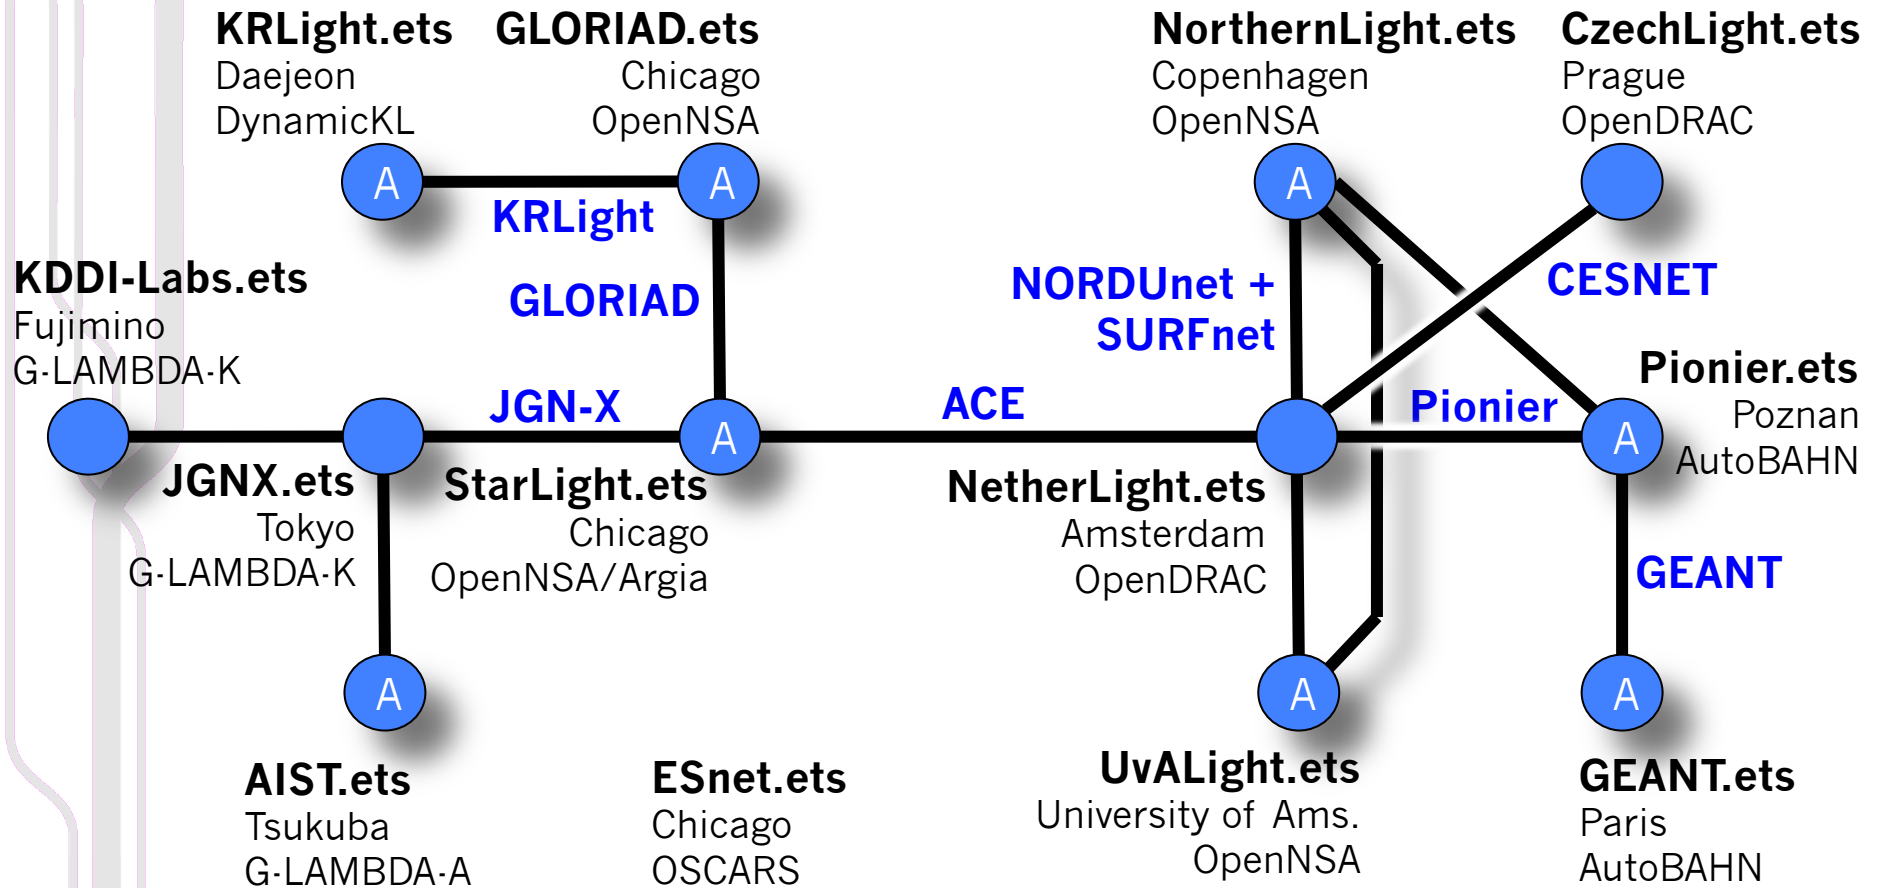 KRLight.ets
Daejeon
DynamicKL
A
GLORIAD.ets
Chicago
OpenNSA
A
KRLight
GLORIAD
NorthernLight.ets
Copenhagen
OpenNSA
A
CzechLight.ets
Prague
OpenDRAC
NORDUnet +
SURFnet
CESNET
KDDI-Labs.ets
Fujimino
G-LAMBDA-K
JGN-X
A
ACE
Pionier
Pionier.ets
Poznan
AutoBAHN
A
JGNX.ets
Tokyo
G-LAMBDA-K
StarLight.ets
Chicago
OpenNSA/Argia
NetherLight.ets
Amsterdam
OpenDRAC
GEANT
A
AIST.ets
Tsukuba
G-LAMBDA-A
ESnet.ets
Chicago
OSCARS
A
UvALight.ets
University of Ams.
OpenNSA
A
GEANT.ets
Paris
AutoBAHN